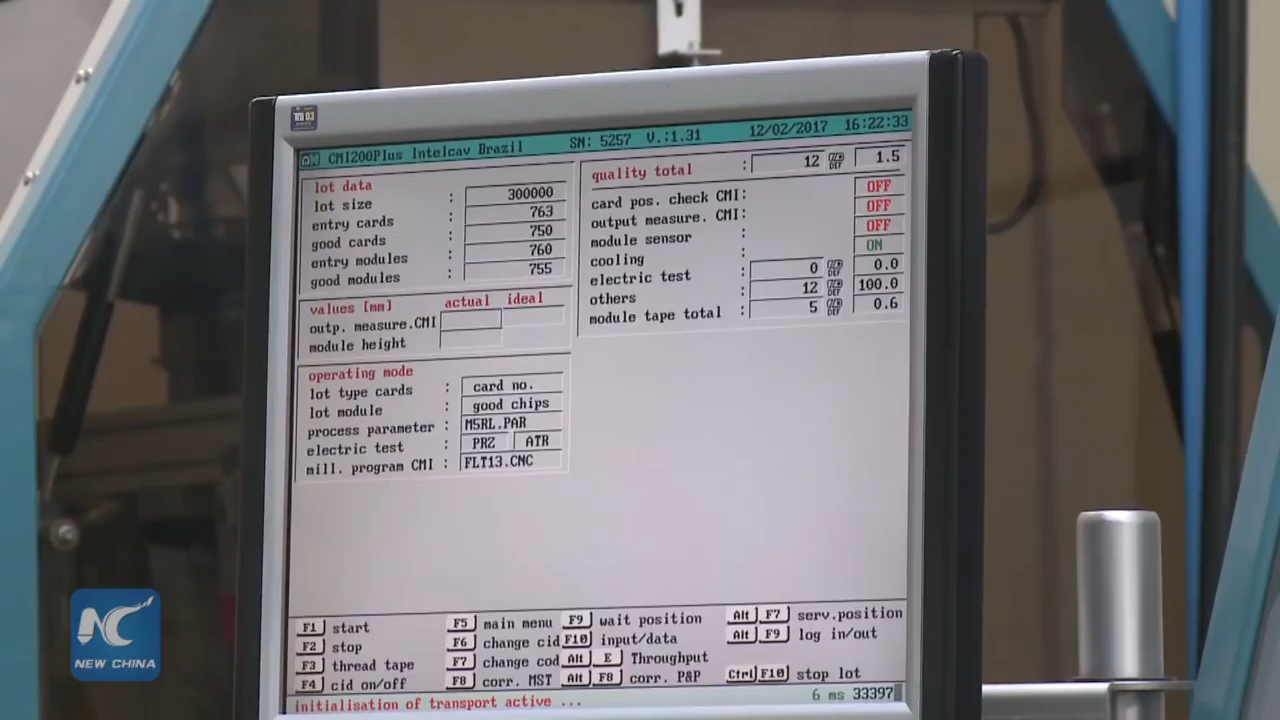 CMI200Plus Intelcav Brazil SN: 5257 V.:1.31 12/02/2017 16:22:33
lot data
lot size : 300000
entry cards : 763
good cards : 750
entry modules : 760
good modules : 755
values [mm] actual ideal
outp. measure.CMI
module height
operating mode
lot type cards : card no.
lot module : good chips
process parameter : M5RL.PAR
electric test : PRZ ATR
mill. program CMI : FLT13.CNC
quality total : 12 1.5
card pos. check CMI: OFF
output measure. CMI: OFF
module sensor : OFF
cooling : ON
electric test : 0 0.0
others : 12 100.0
module tape total : 5 0.6
F1 start F5 main menu F9 wait position Alt F7 serv.position
F2 stop F6 change cid F10 input/data Alt F9 log in/out
F3 thread tape F7 change cod Alt E Throughput
F4 cid on/off F8 corr. MST Alt F8 corr. P&P Ctrl F10 stop lot
initialisation of transport active ... 6 ms 33397
NEW CHINA